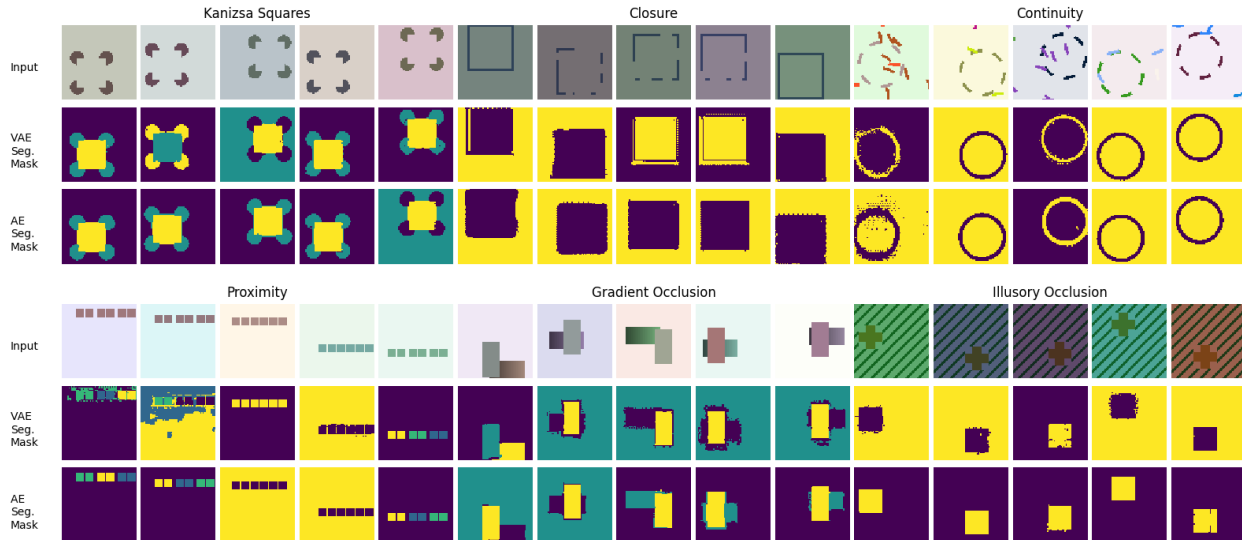 Kanizsa Squares
Closure
Continuity
Input
VAE
Seg.
Mask
AE
Seg.
Mask
Proximity
Gradient Occlusion
Illusory Occlusion
Input
VAE
Seg.
Mask
AE
Seg.
Mask